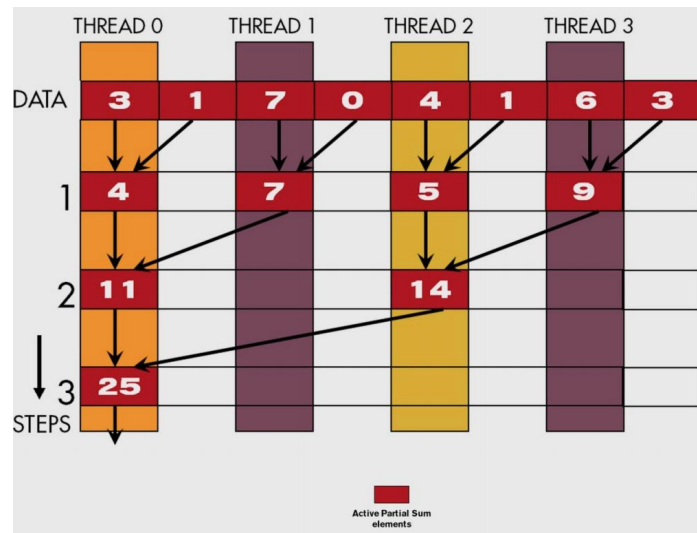 THREAD 0 THREAD 1 THREAD 2 THREAD 3
DATA 3 1 7 0 4 1 6 3
1 4 7 5 9
2 11 14
3 25
STEPS
Active Partial Sum
elements